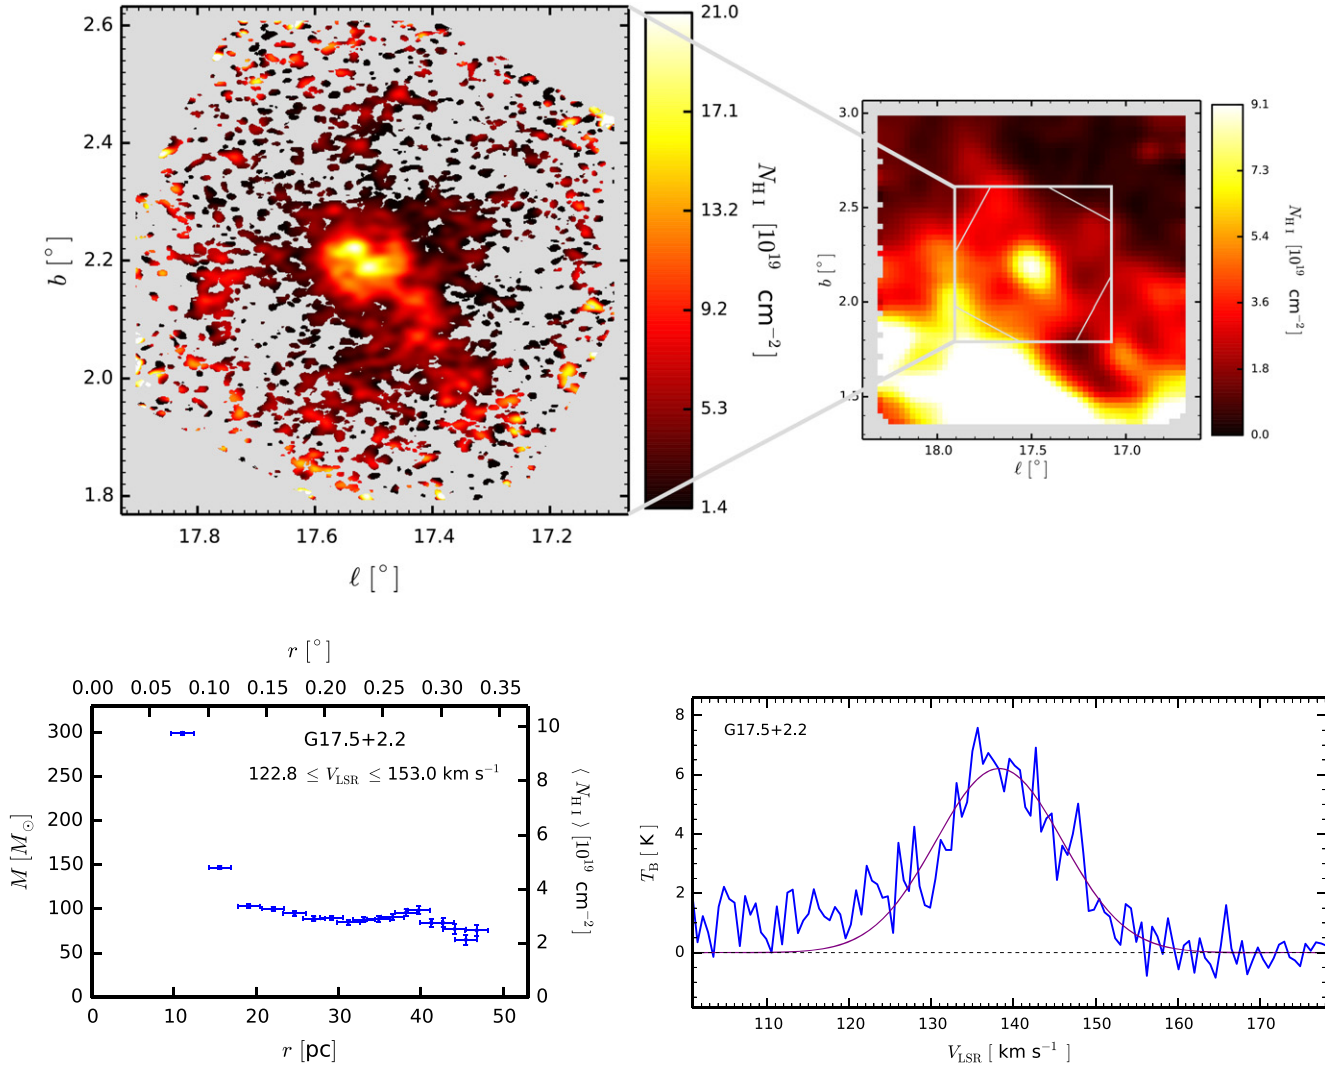 2.6
2.4
2.2
2.0
1.8
b [°]
17.8 17.6 17.4 17.2
ℓ [°]
21.0
17.1
13.2
9.2
5.3
1.4
N_HI [10^19 cm^−2]
3.0
2.5
2.0
1.5
b [°]
18.0 17.5 17.0
ℓ [°]
9.1
7.3
5.4
3.6
1.8
0.0
N_HI [10^19 cm^−2]
r [°]
0.00 0.05 0.10 0.15 0.20 0.25 0.30 0.35
300
250
200
150
100
50
0
M [M_⊙]
G17.5+2.2
122.8 ≤ V_LSR ≤ 153.0 km s^−1
10
8
6
4
2
0
⟨ N_HI ⟩ [10^19 cm^−2]
0 10 20 30 40 50
r [pc]
8
6
4
2
0
T_B [ K]
G17.5+2.2
110 120 130 140 150 160 170
V_LSR [ km s^−1 ]